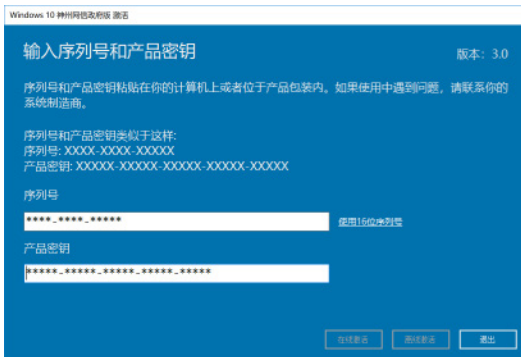 Windows 10 神州网信政府版 激活
输入序列号和产品密钥
版本：3.0
序列号和产品密钥粘贴在你的计算机上或者位于产品包装内。如果使用中遇到问题，请联系你的
系统制造商。
序列号和产品密钥类似于这样:
序列号: XXXX-XXXX-XXXXX
产品密钥: XXXXX-XXXXX-XXXXX-XXXXX-XXXXX
序列号
****-****-*****
使用16位序列号
产品密钥
*****-*****-*****-*****-*****
在线激活
离线激活
退出